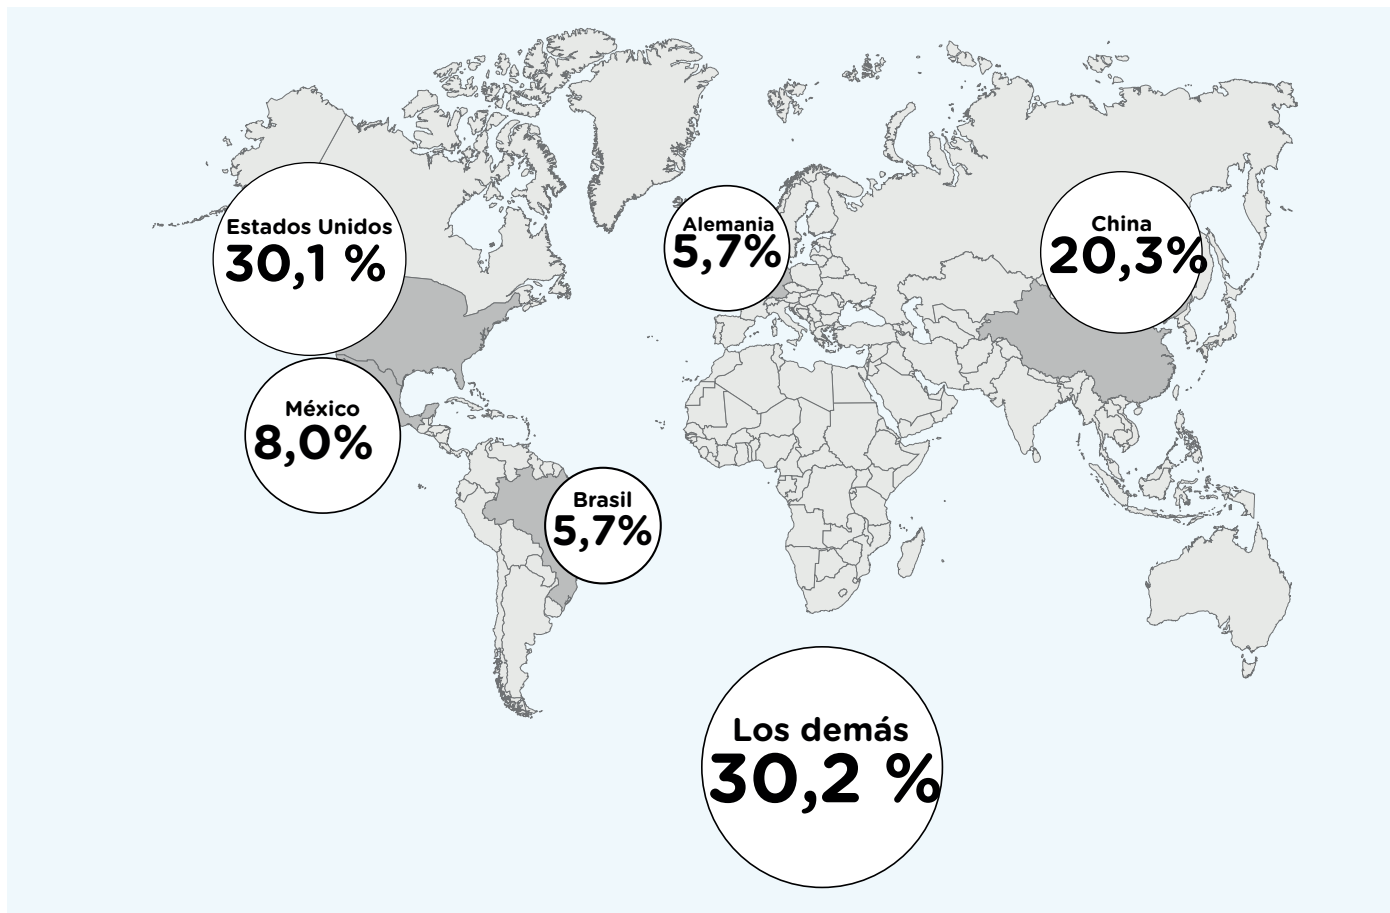 Estados Unidos
30,1 %
Alemania
5,7%
China
20,3%
México
8,0%
Brasil
5,7%
Los demás
30,2 %